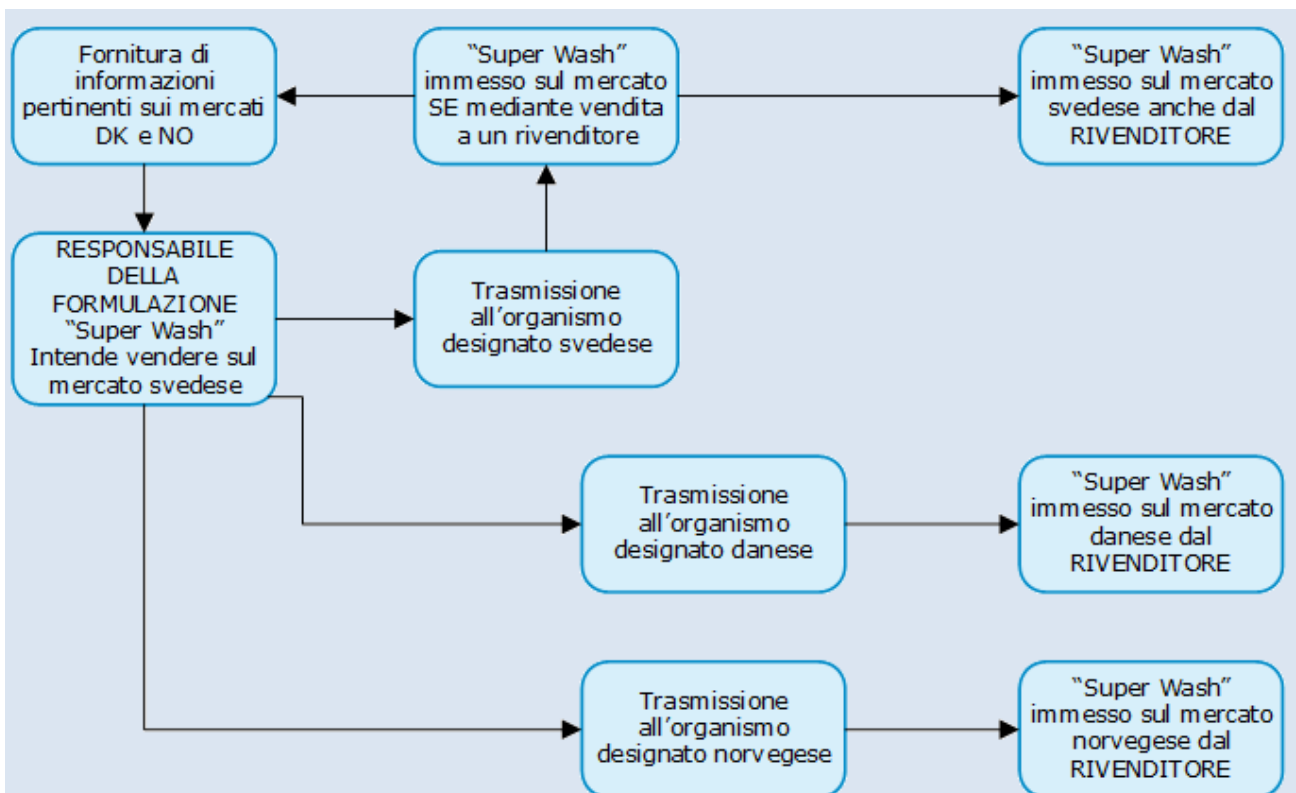 Fornitura di
informazioni
pertinenti sui mercati
DK e NO
“Super Wash”
immesso sul mercato
SE mediante vendita
a un rivenditore
“Super Wash”
immesso sul mercato
svedese anche dal
RIVENDITORE
RESPONSABILE
DELLA
FORMULAZIONE
“Super Wash”
Intende vendere sul
mercato svedese
Trasmissione
all’organismo
designato svedese
Trasmissione
all’organismo
designato danese
“Super Wash”
immesso sul mercato
danese dal
RIVENDITORE
Trasmissione
all’organismo
designato norvegese
“Super Wash”
immesso sul mercato
norvegese dal
RIVENDITORE